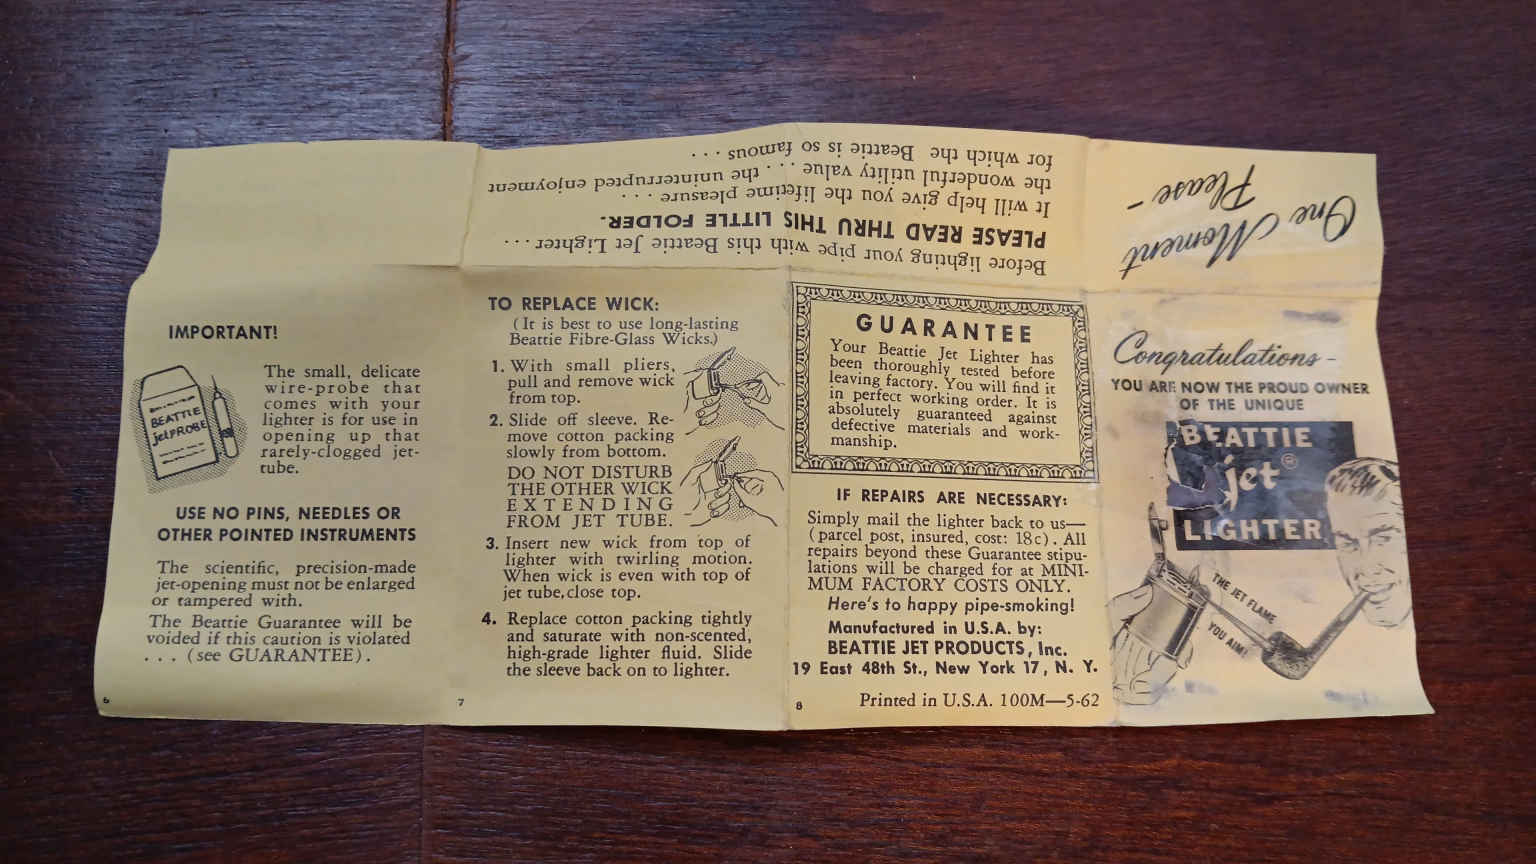 One Moment
Please -
Before lighting your pipe with this Beattie Jet Lighter . . .
PLEASE READ THRU THIS LITTLE FOLDER.
It will help give you the lifetime pleasure . . .
the wonderful utility value . . . the uninterrupted enjoyment
for which the Beattie is so famous . . .
IMPORTANT!
BEATTIE
jetPROBE
The small, delicate
wire-probe that
comes with your
lighter is for use in
opening up that
rarely-clogged jet-
tube.
USE NO PINS, NEEDLES OR
OTHER POINTED INSTRUMENTS
The scientific, precision-made
jet-opening must not be enlarged
or tampered with.
The Beattie Guarantee will be
voided if this caution is violated
. . . (see GUARANTEE).
6
TO REPLACE WICK:
(It is best to use long-lasting
Beattie Fibre-Glass Wicks.)
1. With small pliers,
pull and remove wick
from top.
2. Slide off sleeve. Re-
move cotton packing
slowly from bottom.
DO NOT DISTURB
THE OTHER WICK
EXTENDING
FROM JET TUBE.
3. Insert new wick from top of
lighter with twirling motion.
When wick is even with top of
jet tube, close top.
4. Replace cotton packing tightly
and saturate with non-scented,
high-grade lighter fluid. Slide
the sleeve back on to lighter.
7
GUARANTEE
Your Beattie Jet Lighter has
been thoroughly tested before
leaving factory. You will find it
in perfect working order. It is
absolutely guaranteed against
defective materials and work-
manship.
IF REPAIRS ARE NECESSARY:
Simply mail the lighter back to us—
(parcel post, insured, cost: 18c). All
repairs beyond these Guarantee stipu-
lations will be charged for at MINI-
MUM FACTORY COSTS ONLY.
Here's to happy pipe-smoking!
Manufactured in U.S.A. by:
BEATTIE JET PRODUCTS, Inc.
19 East 48th St., New York 17, N. Y.
8
Printed in U.S.A. 100M—5-62
Congratulations -
YOU ARE NOW THE PROUD OWNER
OF THE UNIQUE
BEATTIE
jet®
LIGHTER
THE JET FLAME
YOU AIM!